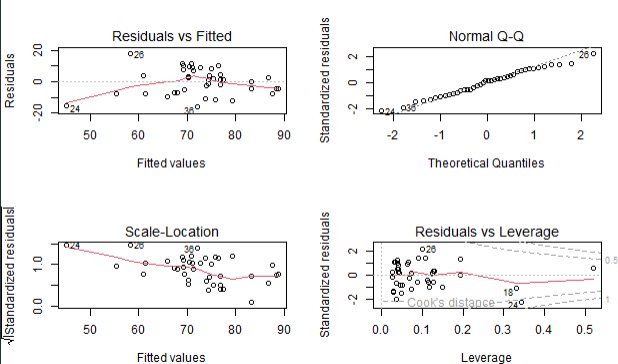 Residuals vs Fitted
Residuals
20
0
-20
26
24
36
50 60 70 80 90
Fitted values
Normal Q-Q
Standardized residuals
2
0
-2
26
36
24
-2 -1 0 1 2
Theoretical Quantiles
Scale-Location
√|Standardized residuals|
1.0
0.0
24
26
36
50 60 70 80 90
Fitted values
Residuals vs Leverage
Standardized residuals
2
0
-2
26
18
24
Cook's distance
0.5
1
0.0 0.1 0.2 0.3 0.4 0.5
Leverage